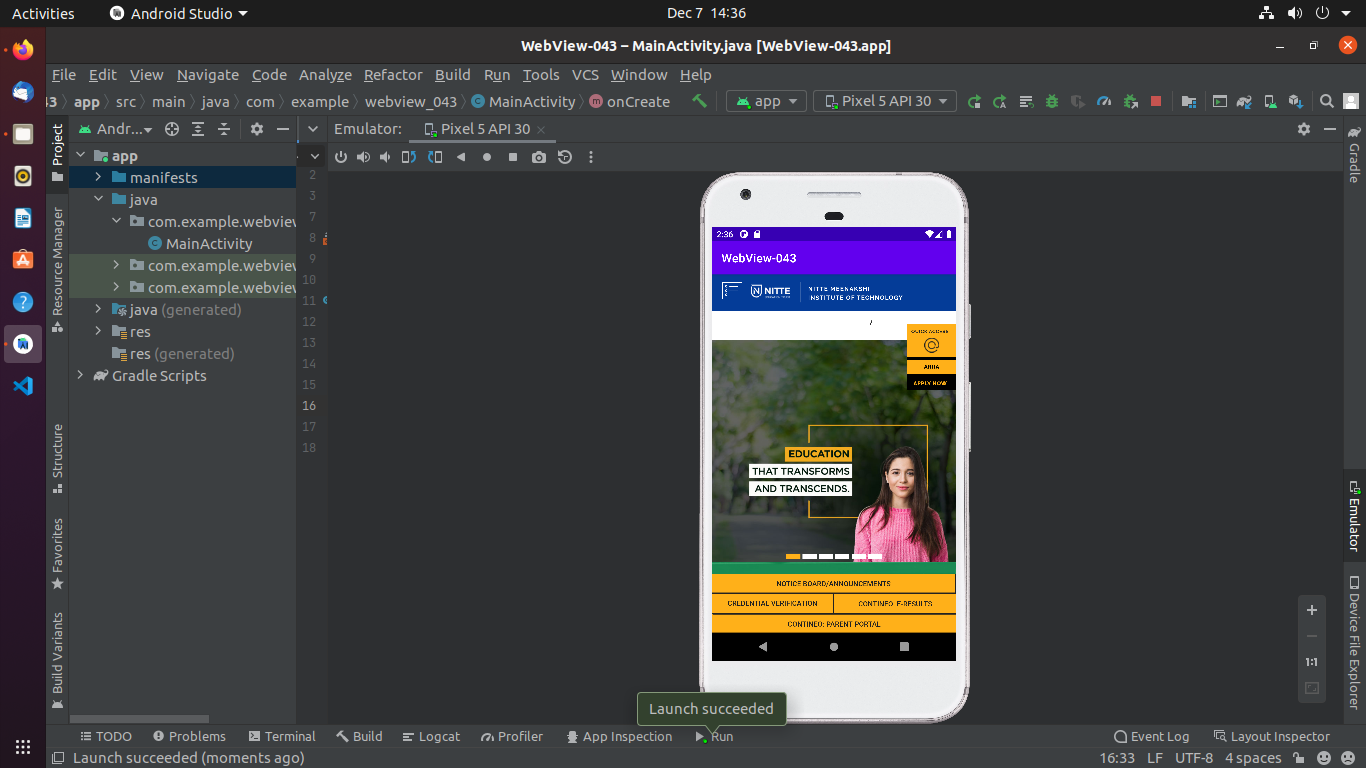 Activities
Android Studio
Dec 7 14:36
WebView-043 – MainActivity.java [WebView-043.app]
File Edit View Navigate Code Analyze Refactor Build Run Tools VCS Window Help
app src main java com example webview_043 MainActivity onCreate
app
Pixel 5 API 30
Andr...
Emulator: Pixel 5 API 30
Project
Resource Manager
Structure
Favorites
Build Variants
app
manifests
java
com.example.webview
MainActivity
com.example.webview
com.example.webview
java (generated)
res
res (generated)
Gradle Scripts
2
3
7
8
9
10
11
12
13
14
15
16
17
18
2:36
WebView-043
NITTE
NITTE MEENAKSHI
INSTITUTE OF TECHNOLOGY
QUICK ACCESS
APPLY NOW
EDUCATION
THAT TRANSFORMS
AND TRANSCENDS.
NOTICE BOARD/ANNOUNCEMENTS
CREDENTIAL VERIFICATION
CONTINEO: E-RESULTS
CONTINEO: PARENT PORTAL
Gradle
Emulator
Device File Explorer
1:1
Launch succeeded
TODO Problems Terminal Build Logcat Profiler App Inspection Run Event Log Layout Inspector
Launch succeeded (moments ago)
16:33 LF UTF-8 4 spaces